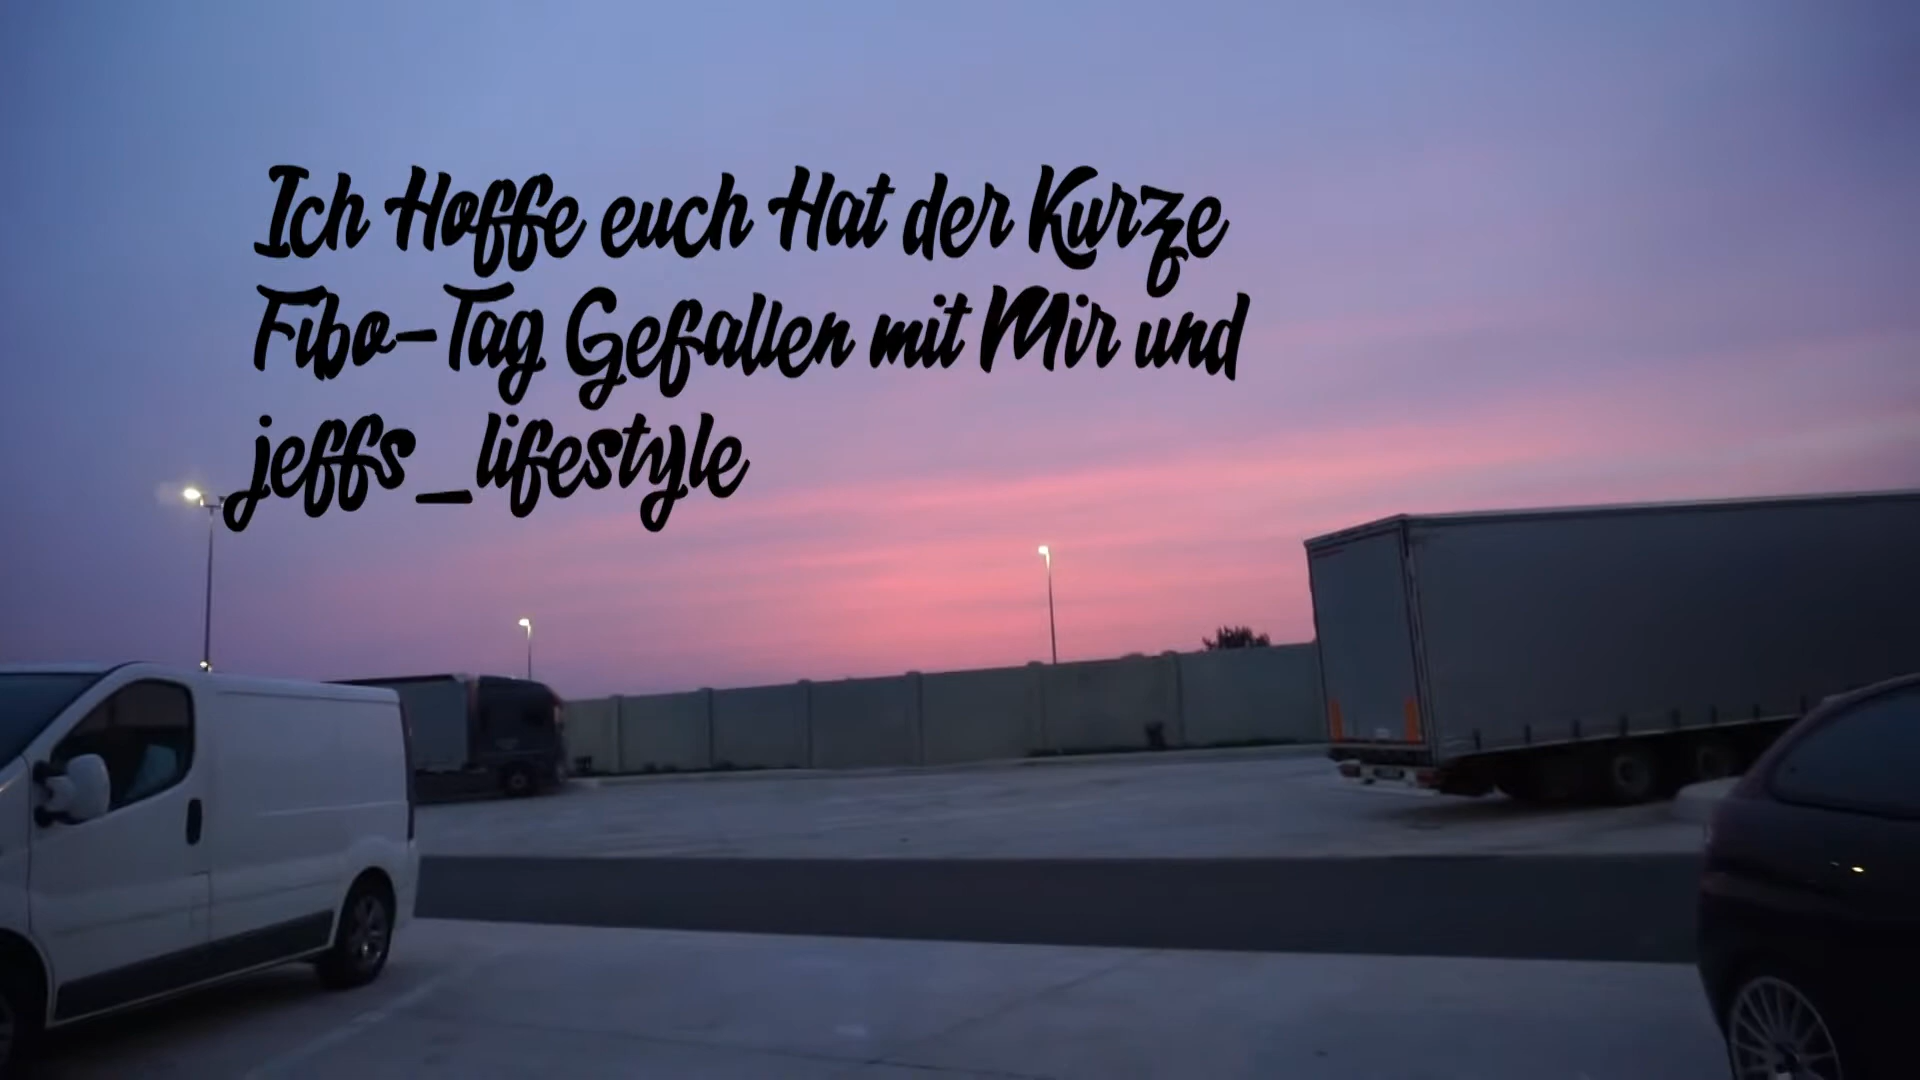 Ich Hoffe euch Hat der Kurze
Fibo-Tag Gefallen mit Mir und
jeffs_lifestyle